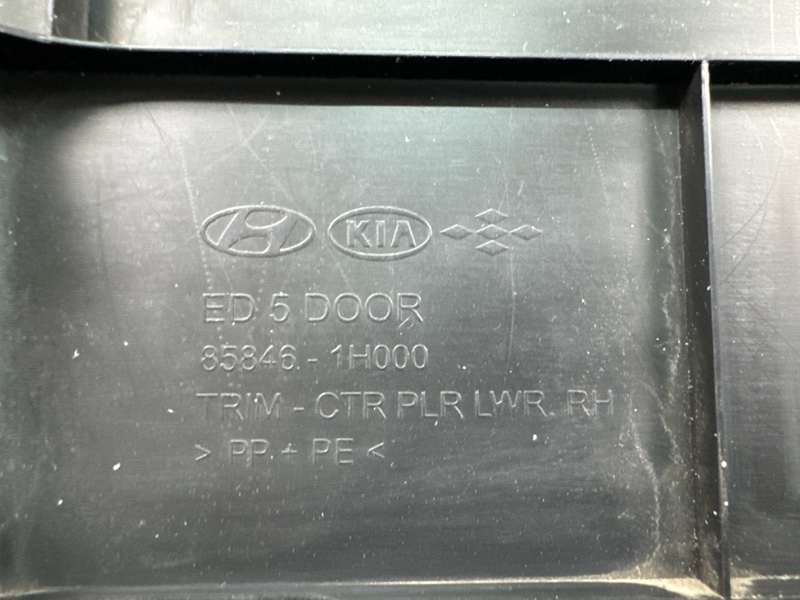 KIA
ED 5 DOOR
85846 - 1H000
TRIM - CTR PLR LWR. RH
> PP + PE <